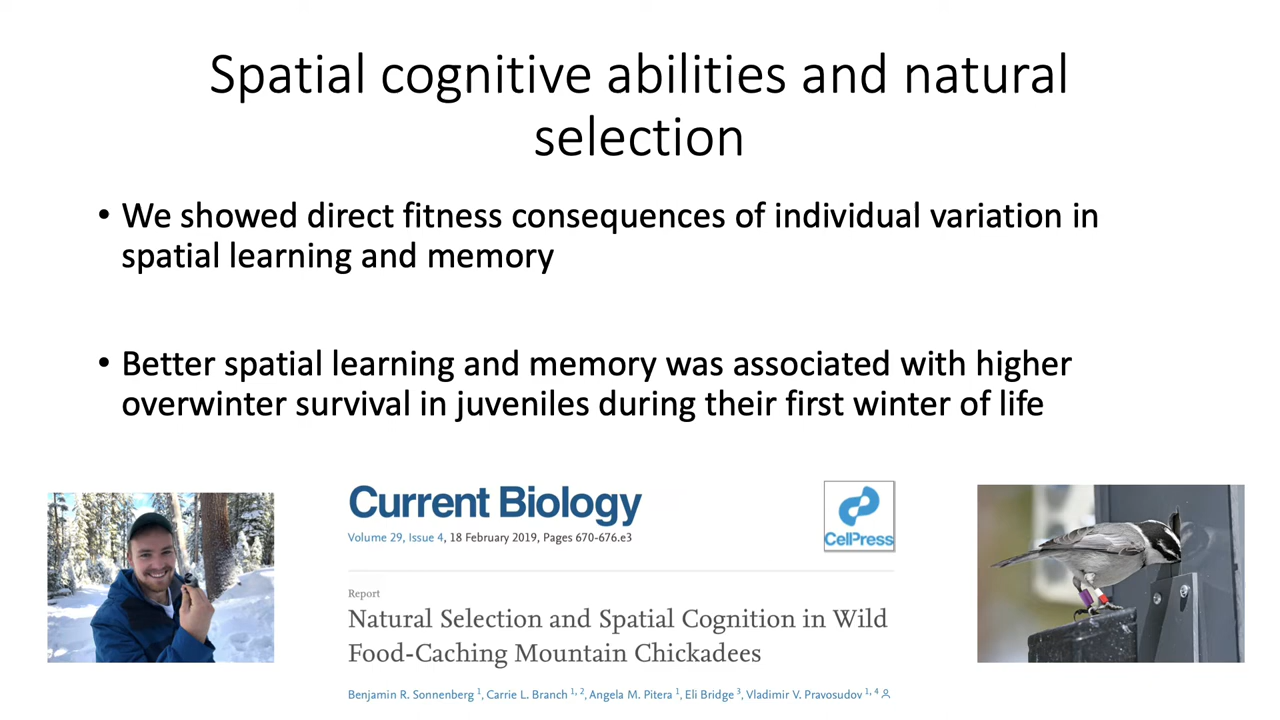 Spatial cognitive abilities and natural
selection
• We showed direct fitness consequences of individual variation in
spatial learning and memory
• Better spatial learning and memory was associated with higher
overwinter survival in juveniles during their first winter of life
Current Biology
Volume 29, Issue 4, 18 February 2019, Pages 670-676.e3
CellPress
Report
Natural Selection and Spatial Cognition in Wild
Food-Caching Mountain Chickadees
Benjamin R. Sonnenberg 1, Carrie L. Branch 1, 2, Angela M. Pitera 1, Eli Bridge 3, Vladimir V. Pravosudov 1, 4